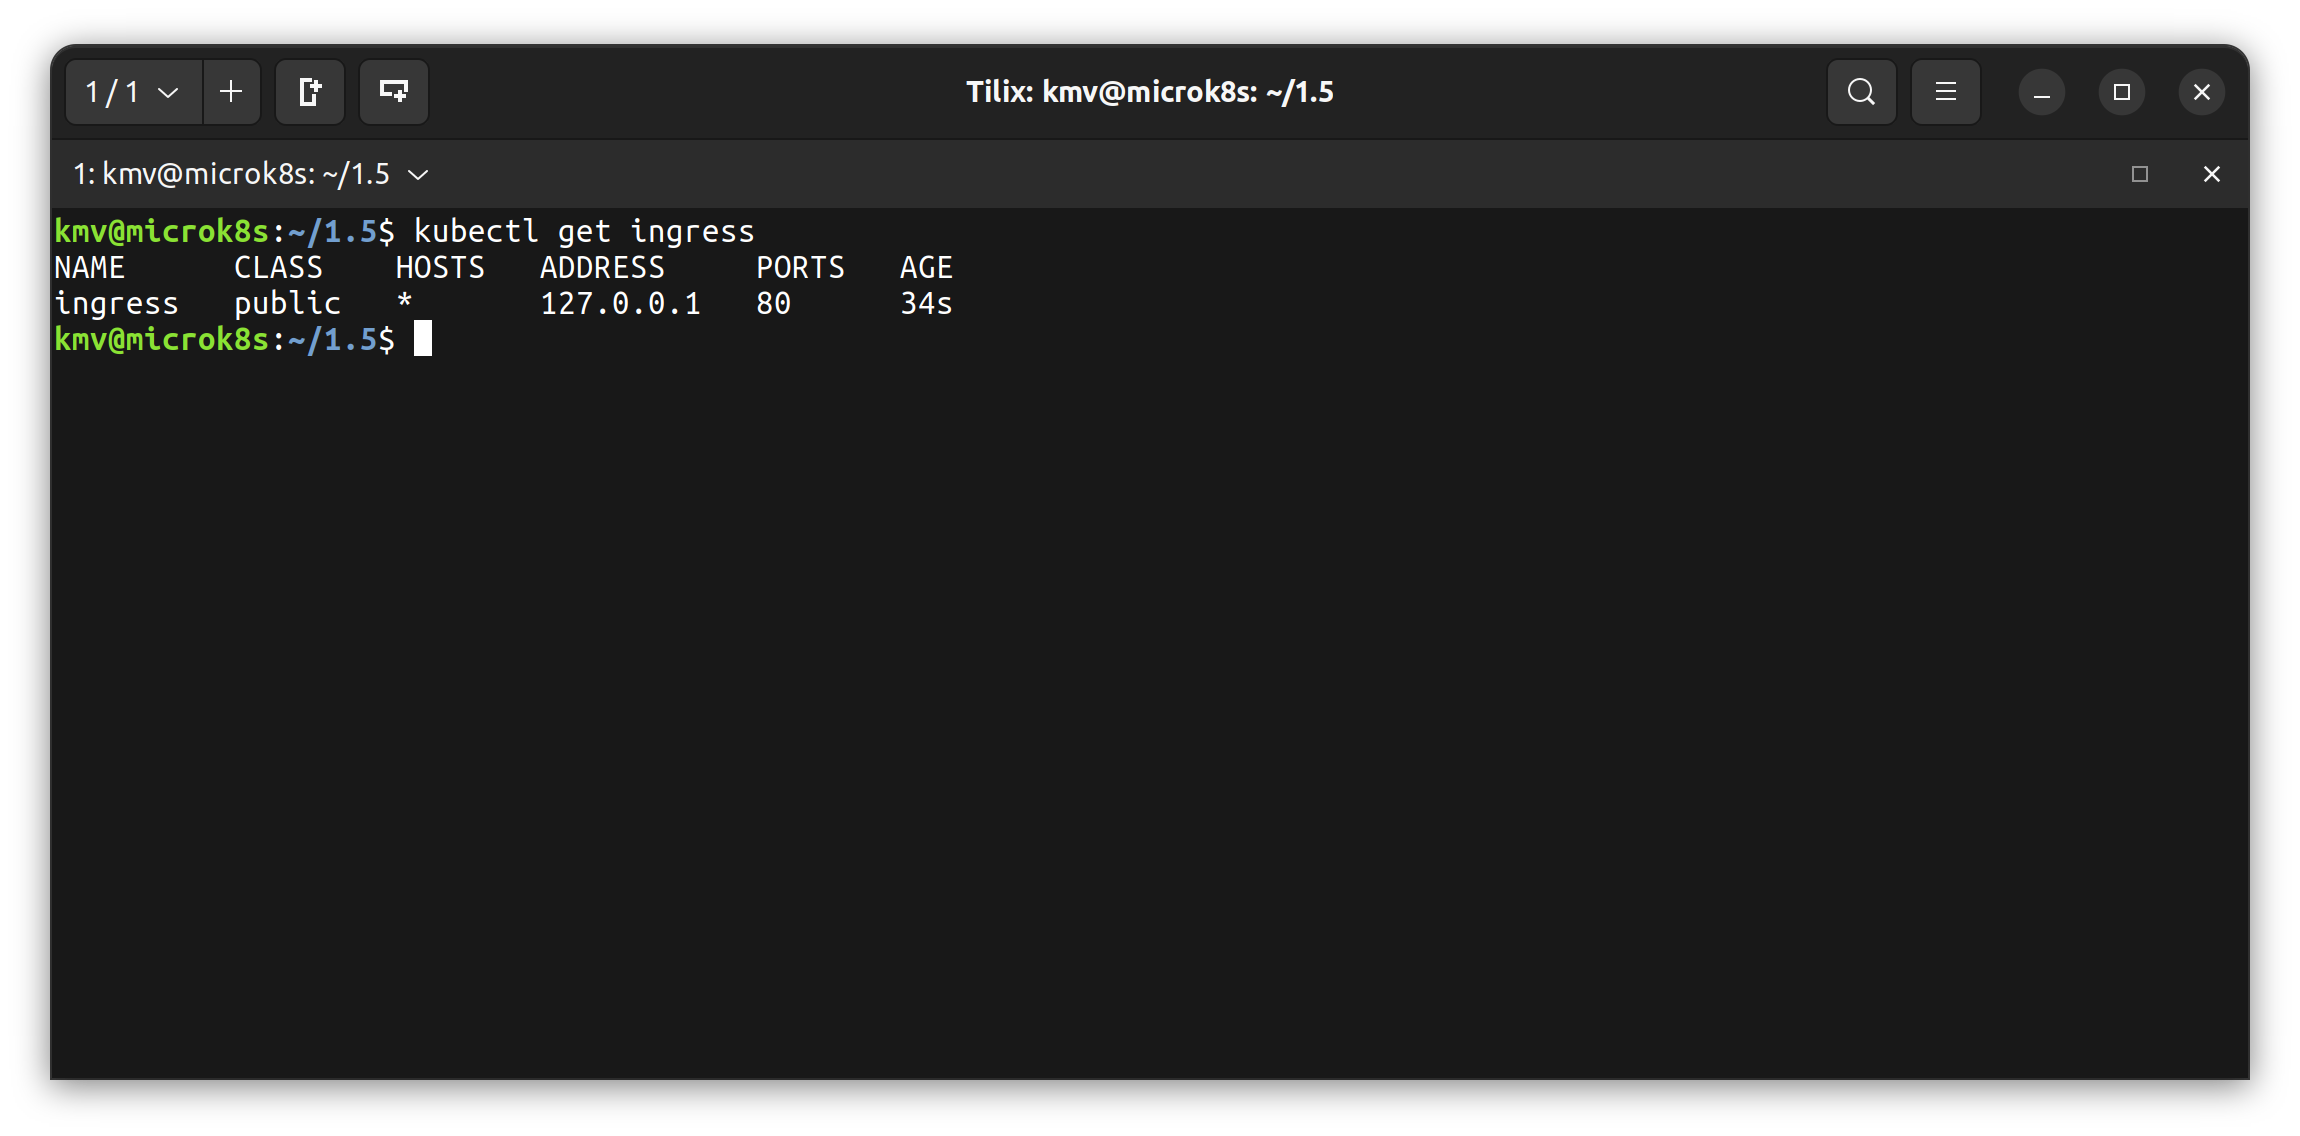 1 / 1
Tilix: kmv@microk8s: ~/1.5
1: kmv@microk8s: ~/1.5
kmv@microk8s:~/1.5$ kubectl get ingress
NAME      CLASS    HOSTS   ADDRESS     PORTS   AGE
ingress   public   *       127.0.0.1   80      34s
kmv@microk8s:~/1.5$